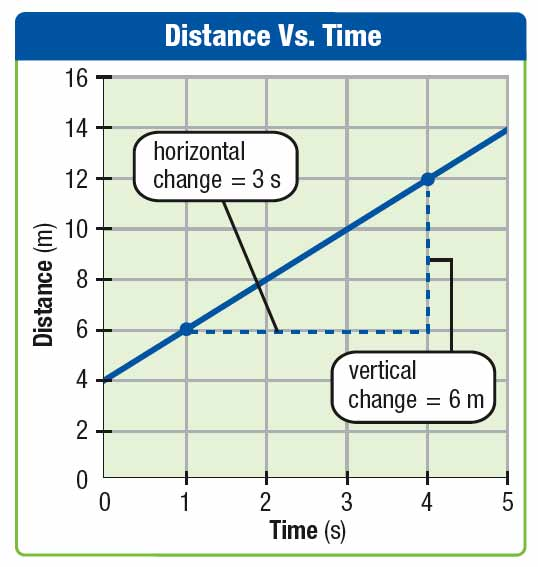 Distance Vs. Time
16
14
12
10
8
6
4
2
0
Distance (m)
horizontal
change = 3 s
vertical
change = 6 m
0 1 2 3 4 5
Time (s)